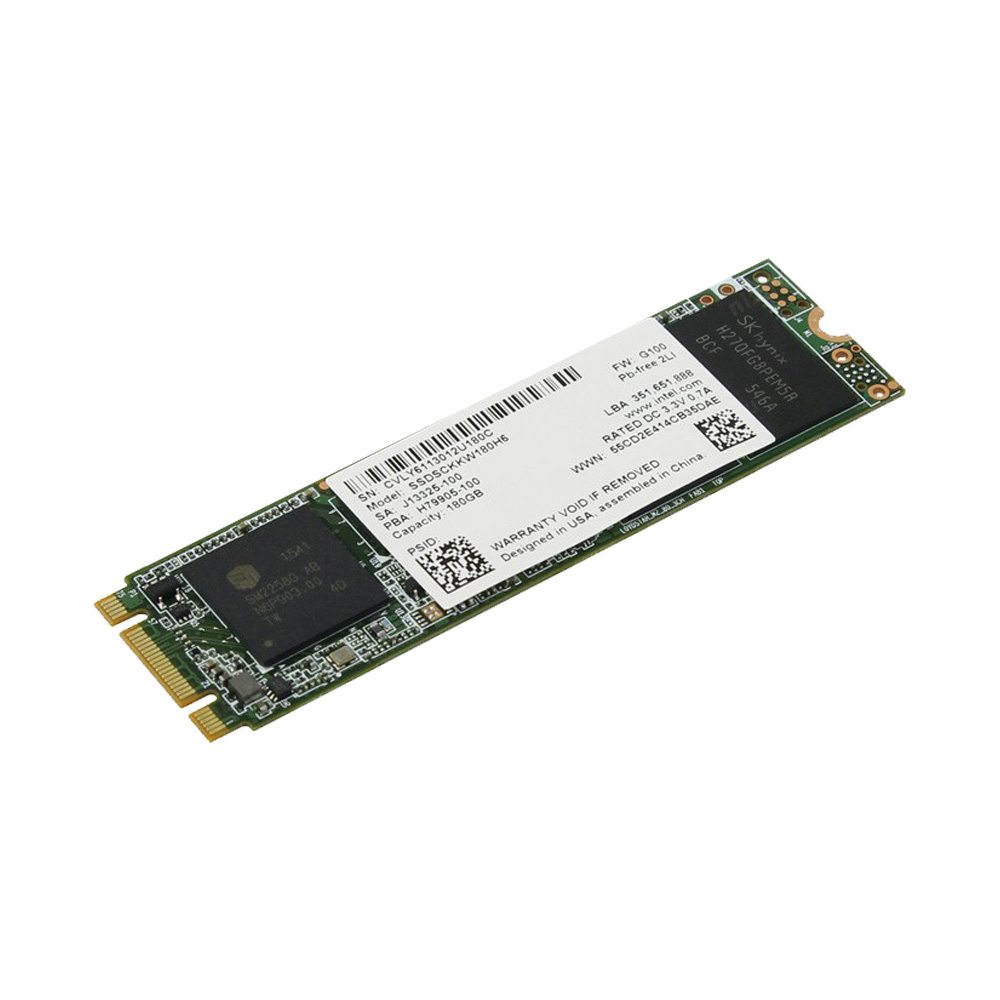 SN: CVLY6113012U180C
Model: SSDSCKKW180H6
SA: J13325-100
PBA: H79905-100
Capacity: 180GB
PSID:
FW: G100
Pb-free 2LI
LBA 351,651,888
www.intel.com
RATED DC 3.3V 0.7A
WWN: 55CD2E414CB35DAE
WARRANTY VOID IF REMOVED
Designed in USA, assembled in China
SK hynix
H27QFG8PEM5R
BCF 546A
1541
SM2258G AB
N6P903.00
TW 4D